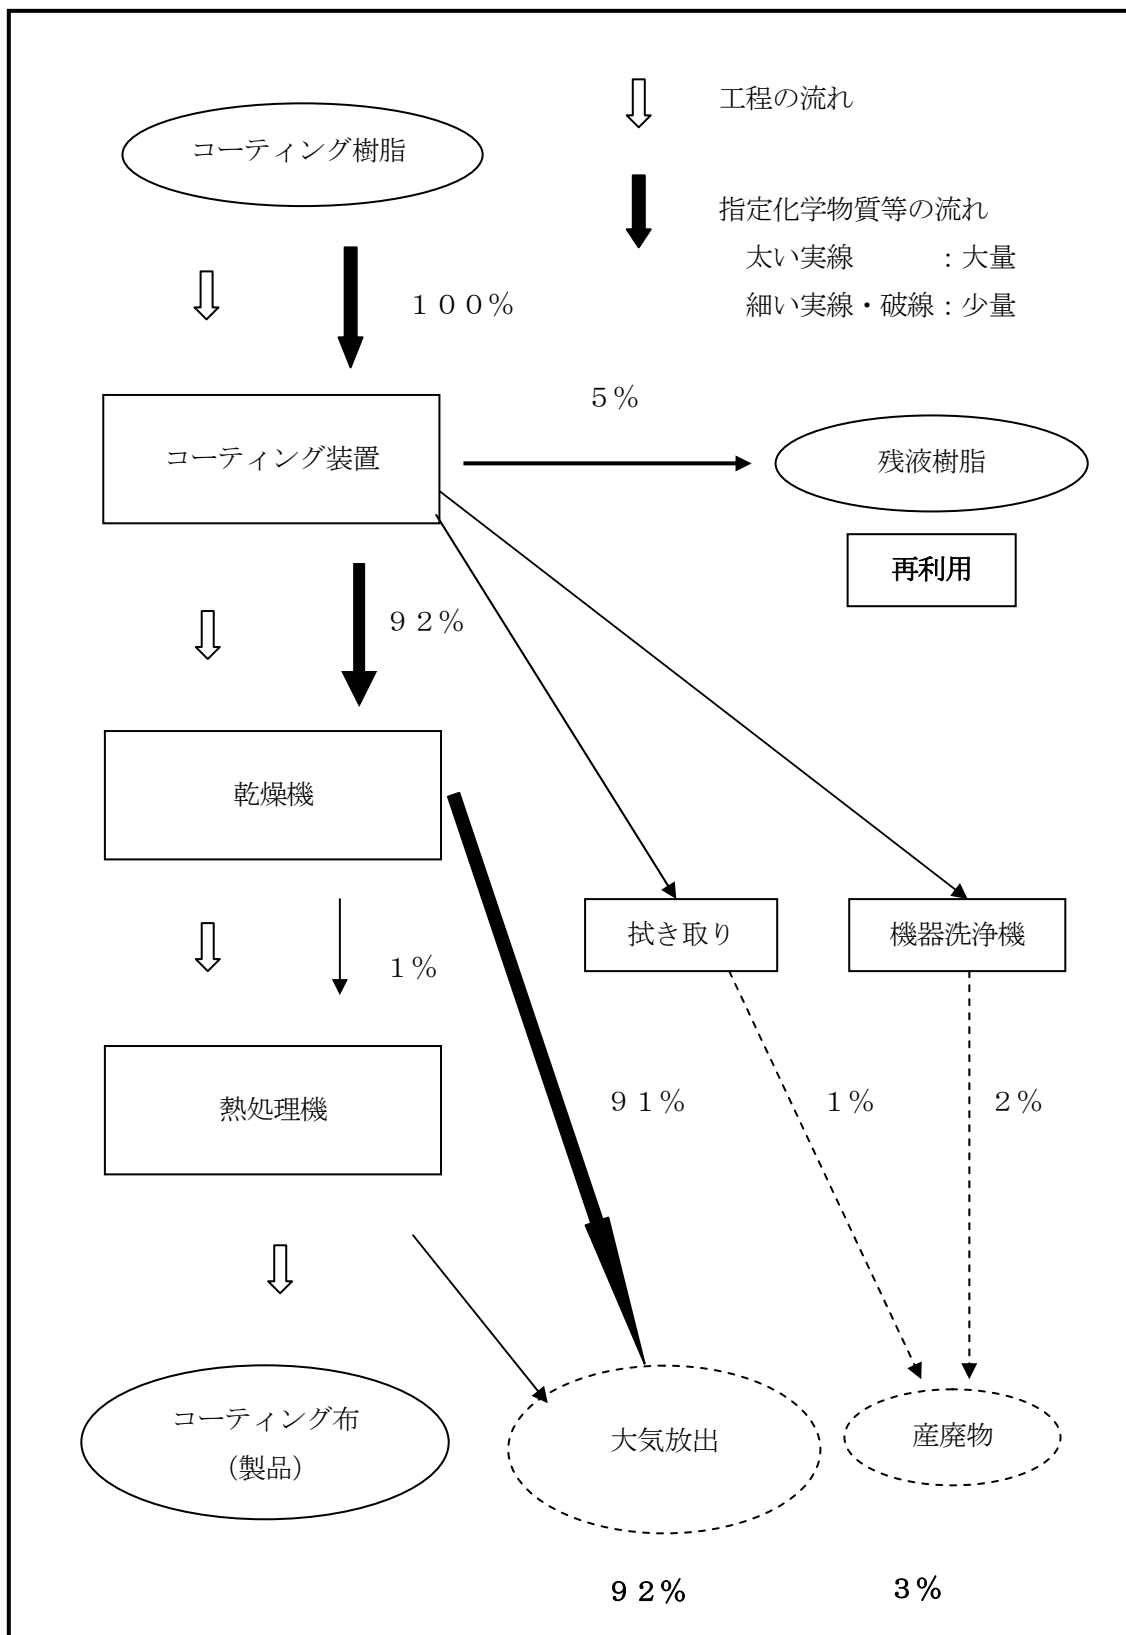 工程の流れ
コーティング樹脂
指定化学物質等の流れ
太い実線　　　：大量
細い実線・破線：少量
１００％
５％
コーティング装置
残液樹脂
再利用
９２％
乾燥機
拭き取り
機器洗浄機
１％
熱処理機
９１％
１％
２％
コーティング布
（製品）
大気放出
産廃物
９２％
３％